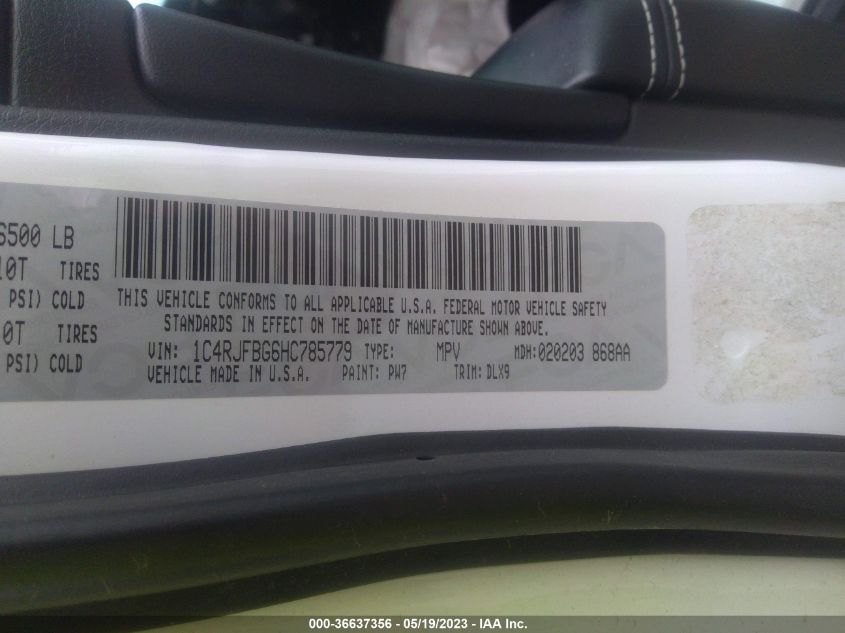 6500 LB
10T TIRES
PSI) COLD
0T TIRES
PSI) COLD
THIS VEHICLE CONFORMS TO ALL APPLICABLE U.S.A. FEDERAL MOTOR VEHICLE SAFETY
STANDARDS IN EFFECT ON THE DATE OF MANUFACTURE SHOWN ABOVE.
VIN: 1C4RJFBG6HC785779 TYPE: MPV MDH:020203 868AA
VEHICLE MADE IN U.S.A. PAINT: PW7 TRIM: DLX9
000-36637356 - 05/19/2023 - IAA Inc.